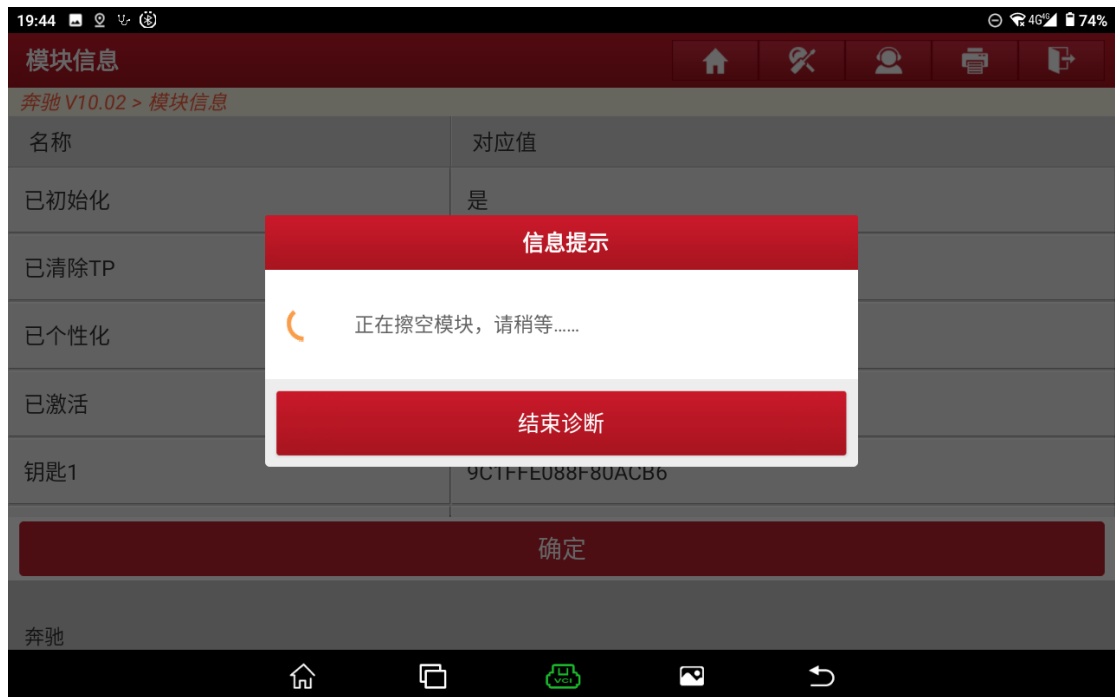 19:44 4G 4G 74%
模块信息
奔驰 V10.02 > 模块信息
名称 对应值
已初始化 是
信息提示
已清除TP
正在擦空模块，请稍等......
已个性化
已激活
结束诊断
钥匙1 9C1FFE088F80ACB6
确定
奔驰
VCI